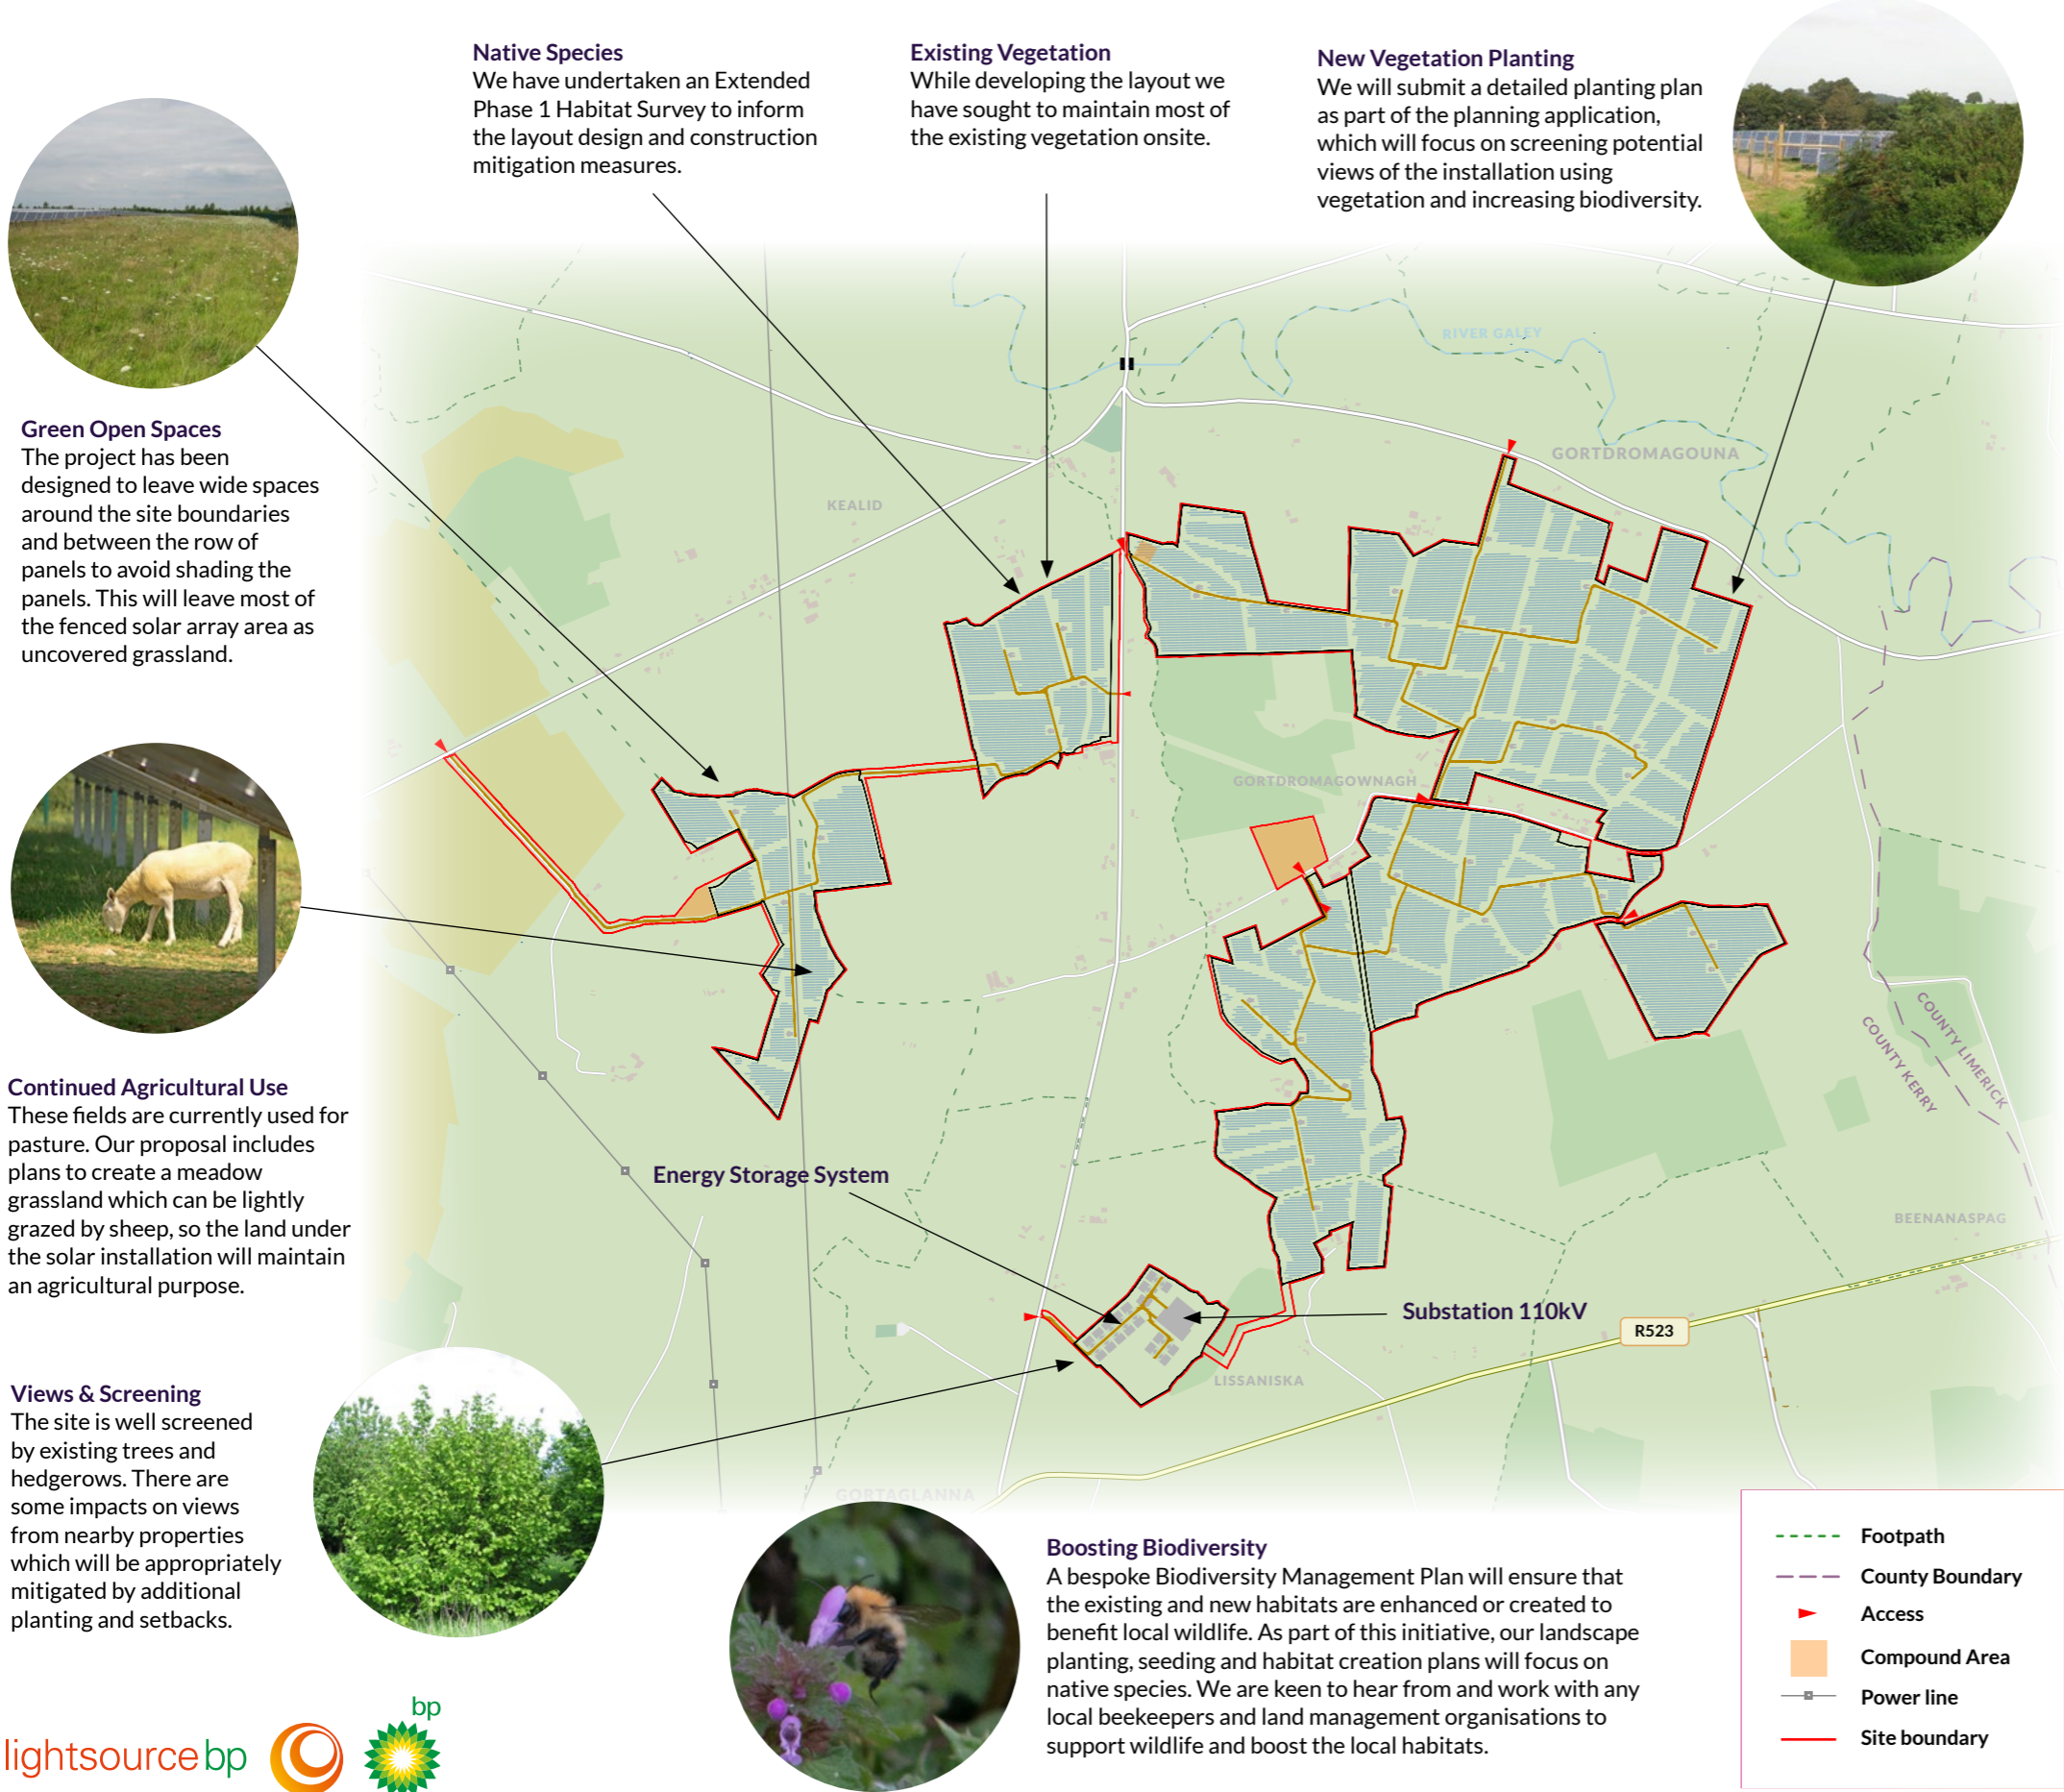 Native Species
We have undertaken an Extended
Phase 1 Habitat Survey to inform
the layout design and construction
mitigation measures.
Existing Vegetation
While developing the layout we
have sought to maintain most of
the existing vegetation onsite.
New Vegetation Planting
We will submit a detailed planting plan
as part of the planning application,
which will focus on screening potential
views of the installation using
vegetation and increasing biodiversity.
Green Open Spaces
The project has been
designed to leave wide spaces
around the site boundaries
and between the row of
panels to avoid shading the
panels. This will leave most of
the fenced solar array area as
uncovered grassland.
RIVER GALEY
GORTDROMAGOUNA
KEALID
GORTDROMAGOWNAGH
COUNTY LIMERICK
COUNTY KERRY
Continued Agricultural Use
These fields are currently used for
pasture. Our proposal includes
plans to create a meadow
grassland which can be lightly
grazed by sheep, so the land under
the solar installation will maintain
an agricultural purpose.
Energy Storage System
BEENANASPAG
Substation 110kV
R523
LISSANISKA
GORTAGLANNA
Views & Screening
The site is well screened
by existing trees and
hedgerows. There are
some impacts on views
from nearby properties
which will be appropriately
mitigated by additional
planting and setbacks.
Boosting Biodiversity
A bespoke Biodiversity Management Plan will ensure that
the existing and new habitats are enhanced or created to
benefit local wildlife. As part of this initiative, our landscape
planting, seeding and habitat creation plans will focus on
native species. We are keen to hear from and work with any
local beekeepers and land management organisations to
support wildlife and boost the local habitats.
Footpath
County Boundary
Access
Compound Area
Power line
Site boundary
lightsource bp
bp